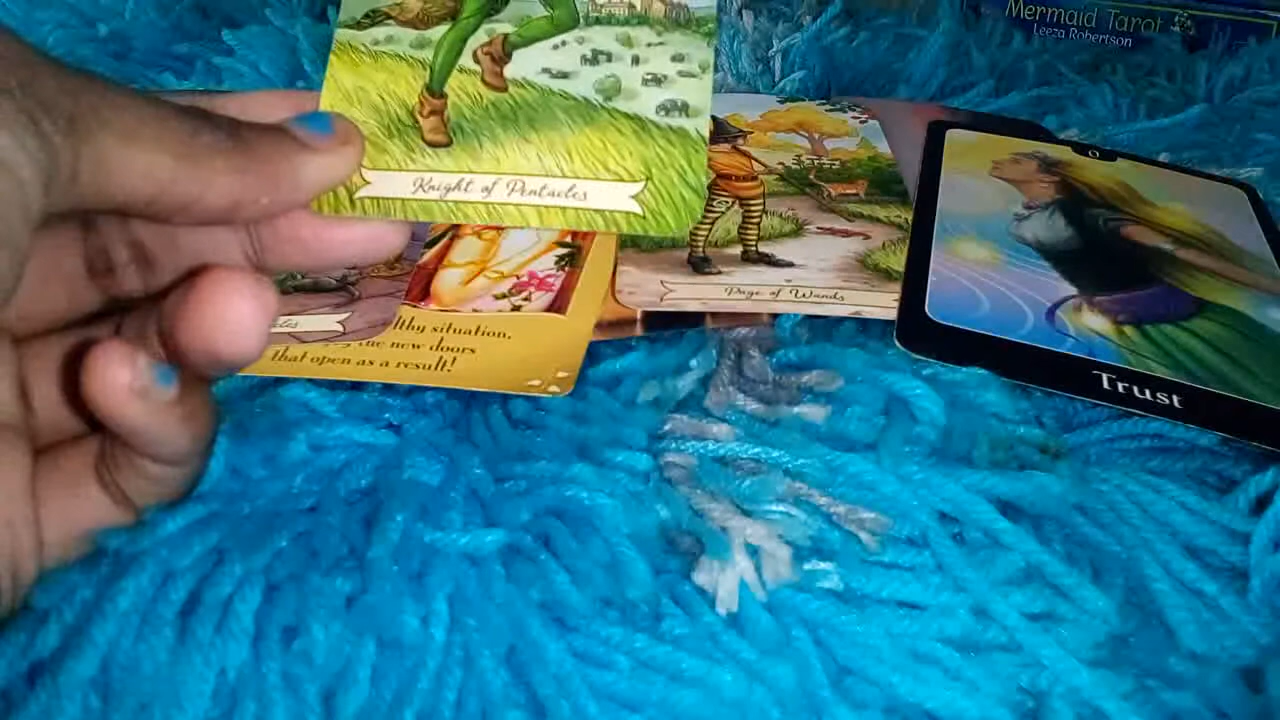 Mermaid Tarot
Leeza Robertson
0
Knight of Pentacles
Page of Wands
Trust
situation,
the new doors
that open as a result!